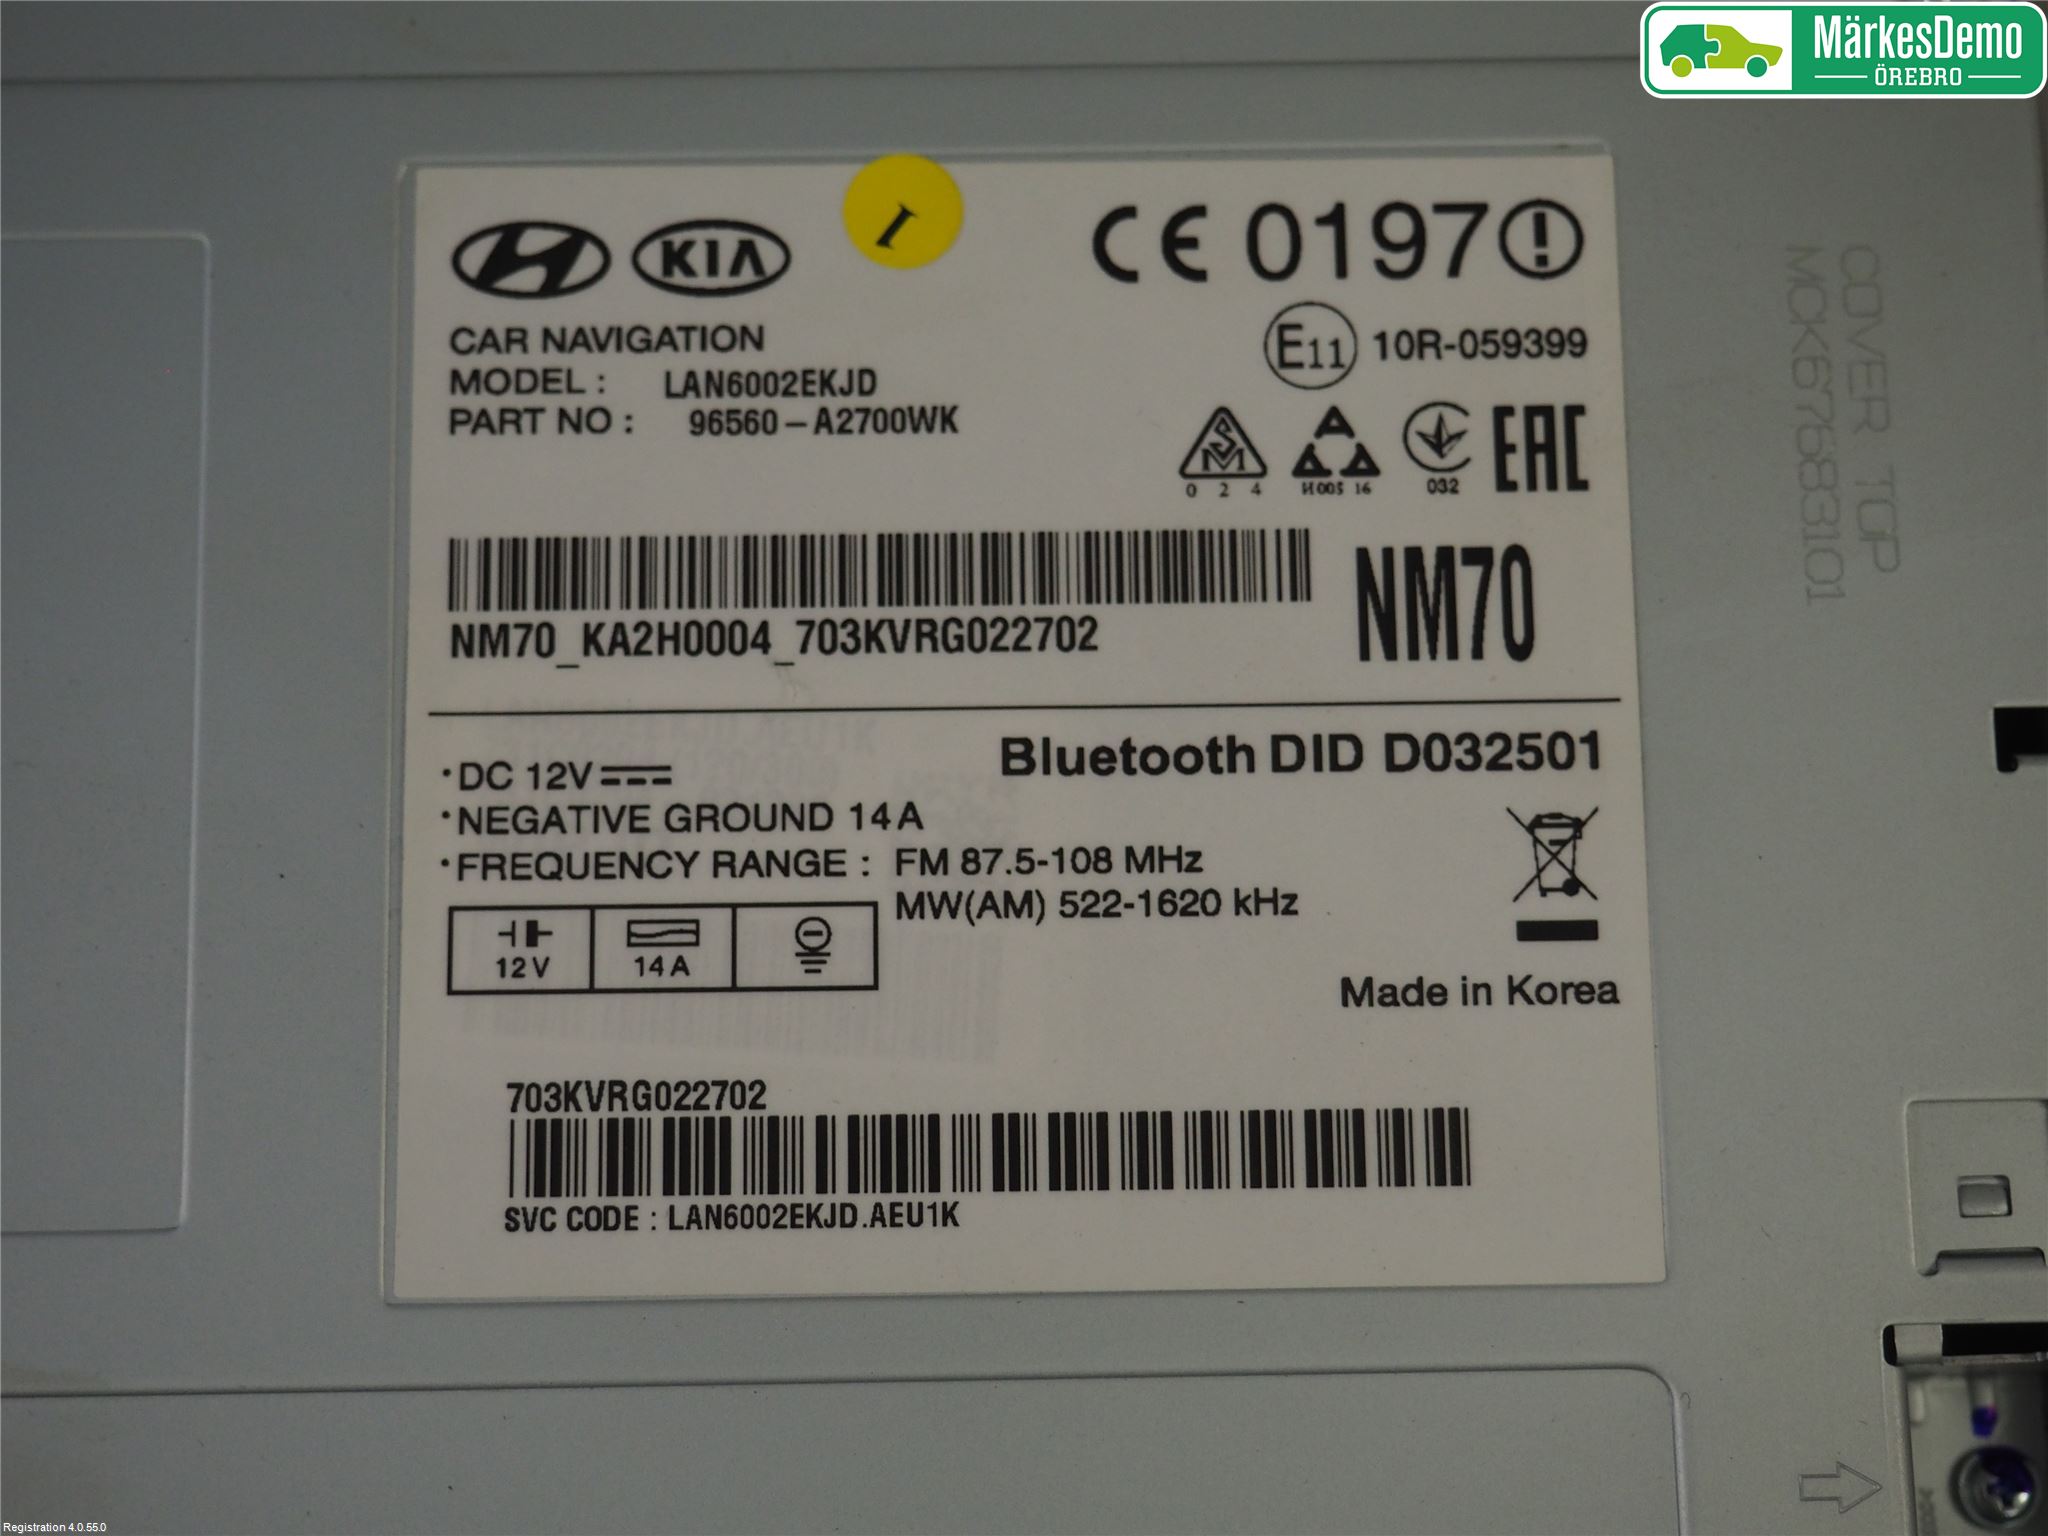 MärkesDemo
ÖREBRO
I
KIA
CE 0197
CAR NAVIGATION
E11 10R-059399
MODEL : LAN6002EKJD
PART NO : 96560-A2700WK
SM
0 2 4
032
EAC
NM70_KA2H0004_703KVRG022702
NM70
COVER TOP
MCK67683101
Bluetooth DID D032501
·DC 12V
·NEGATIVE GROUND 14A
·FREQUENCY RANGE : FM 87.5-108 MHz
MW(AM) 522-1620 kHz
12V
14A
Made in Korea
703KVRG022702
SVC CODE : LAN6002EKJD.AEU1K
Registration 4.0.55.0